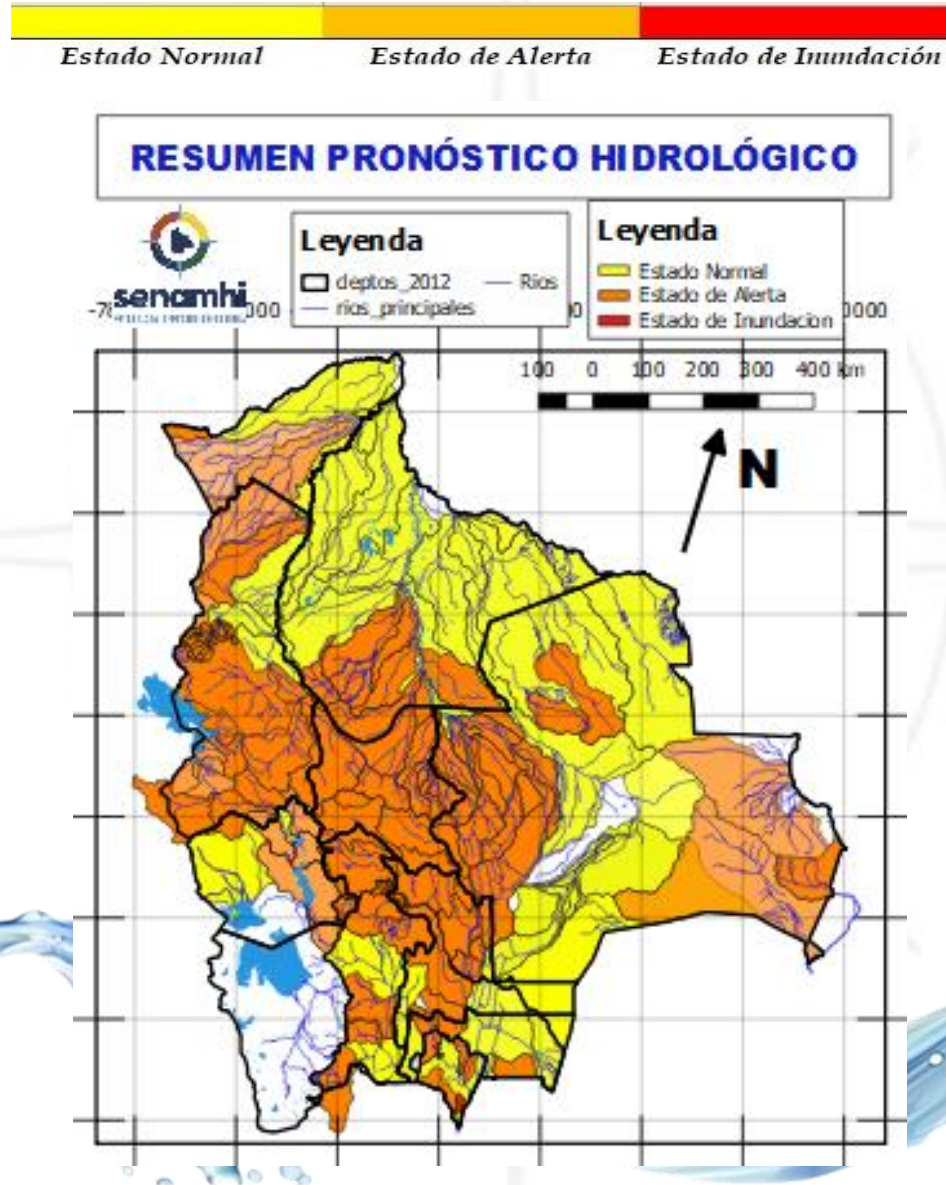 Estado Normal Estado de Alerta Estado de Inundación
RESUMEN PRONÓSTICO HIDROLÓGICO
senamhi
Leyenda
deptos_2012 Rios
rios_principales
Leyenda
Estado Normal
Estado de Alerta
Estado de Inundacion
100 0 100 200 300 400 km
N